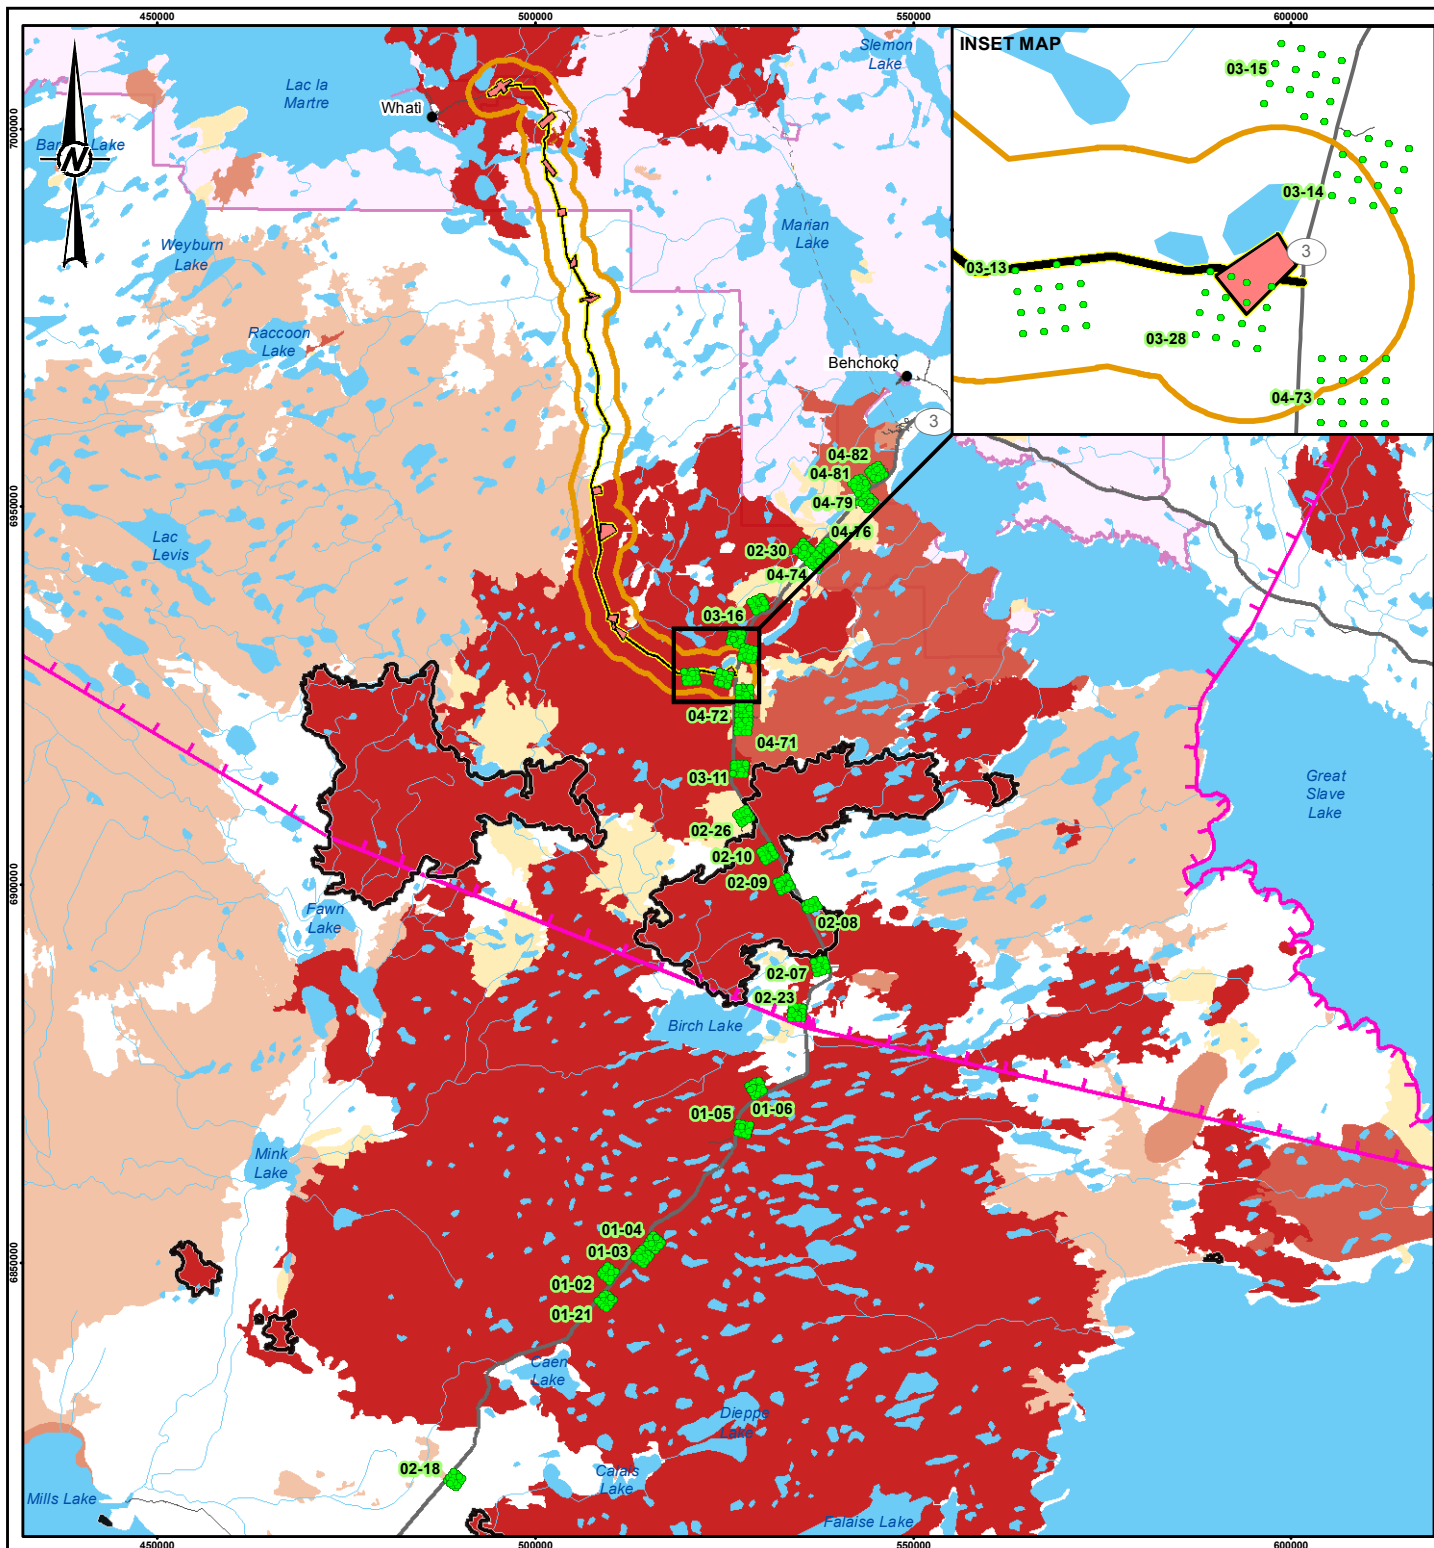 450000
500000
550000
600000
INSET MAP
Slemon
Lake
03-15
Lac la
Martre
Whatì
7000000
Lake
N
03-14
Marian
Lake
Weyburn
Lake
3
03-13
03-28
Raccoon
Lake
Behchokǫ
04-73
3
04-82
04-81
04-79
6950000
04-76
02-30
04-74
Lac
Levis
03-16
04-72
04-71
03-11
Great
Slave
Lake
02-26
02-10
02-09
6900000
Fawn
Lake
02-08
02-07
02-23
Birch Lake
01-05
01-06
Mink
Lake
01-04
01-03
6850000
01-02
01-21
Caen
Lake
Dieppe
Lake
02-18
Calais
Lake
Mills Lake
Falaise Lake
450000
500000
550000
600000